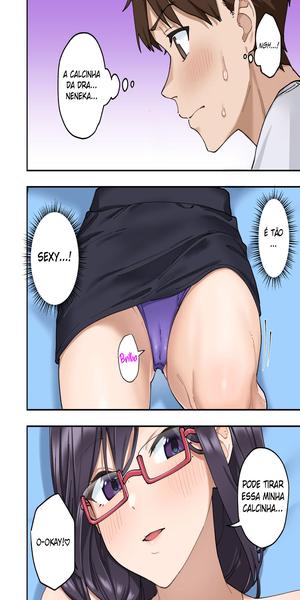 NGH...!
A CALCINHA
DA DRA...
NENEKA...
É TÃO
...
SEXY...!
Brilho
PODE TIRAR
ESSA MINHA
CALCINHA...
O-OKAY!♡